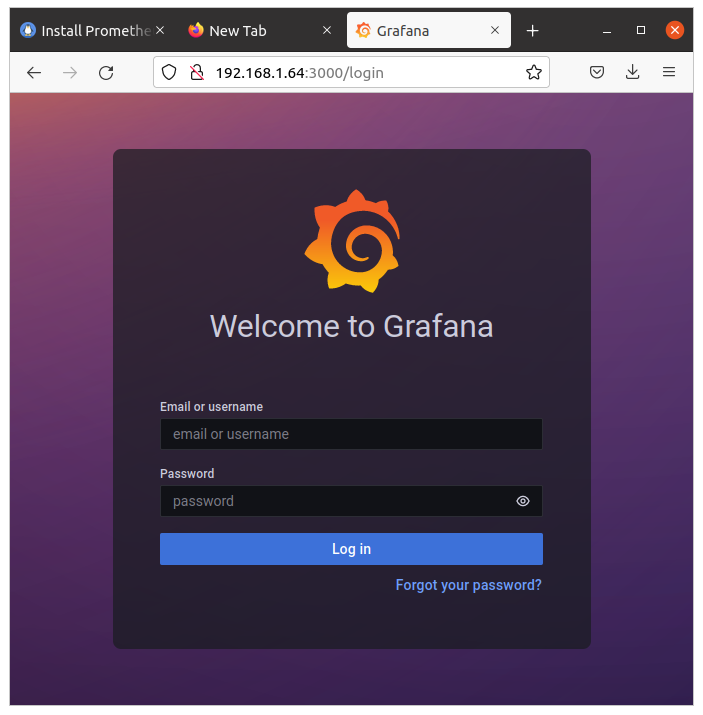 Install Promethe
New Tab
Grafana
192.168.1.64:3000/login
Welcome to Grafana
Email or username
email or username
Password
password
Log in
Forgot your password?